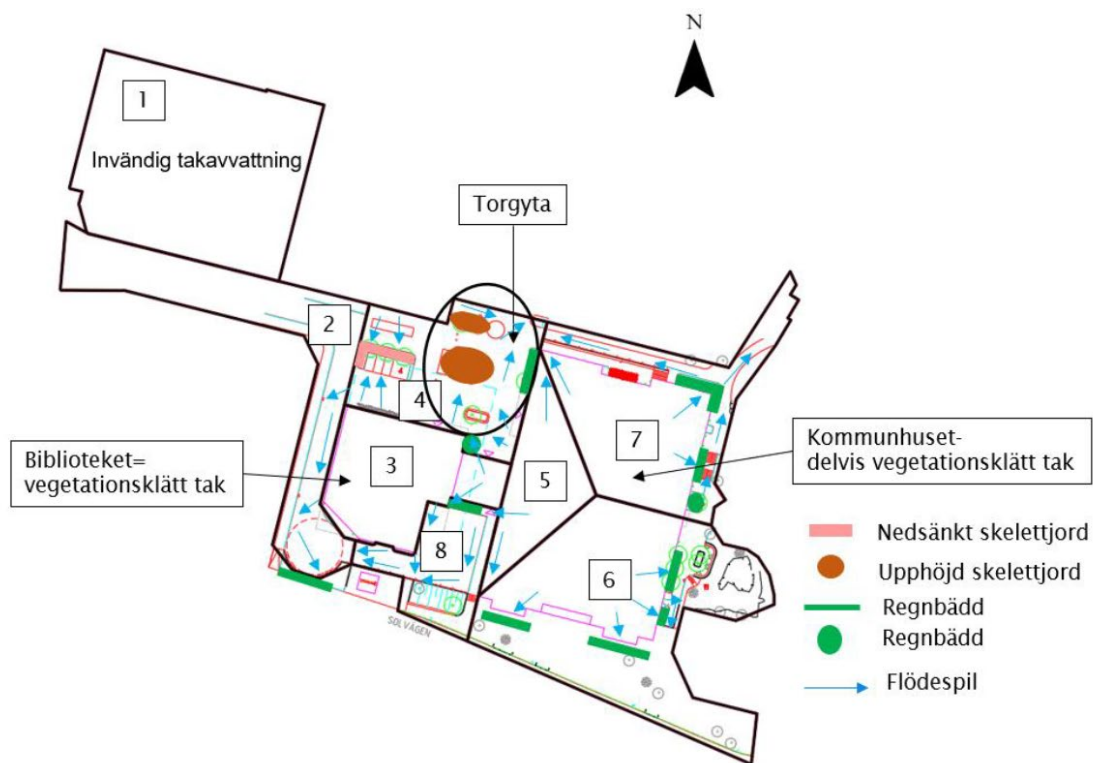 N
1
Invändig takavvattning
Torgyta
2
4
7
Kommunhuset-
delvis vegetationsklätt tak
Biblioteket=
vegetationsklätt tak
3
5
8
6
SOLVÄGEN
Nedsänkt skelettjord
Upphöjd skelettjord
Regnbädd
Regnbädd
Flödespil